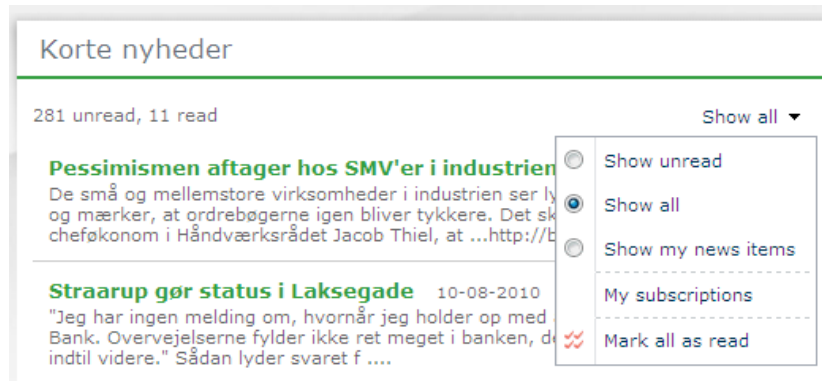 Korte nyheder
281 unread, 11 read
Show all
Pessimismen aftager hos SMV'er i industrien
De små og mellemstore virksomheder i industrien ser
og mærker, at ordrebøgerne igen bliver tykkere. Det
cheføkonom i Håndværksrådet Jacob Thiel, at ...http://
Straarup gør status i Laksegade 10-08-2010
"Jeg har ingen melding om, hvornår jeg holder op med
Bank. Overvejelserne fylder ikke ret meget i banken,
indtil videre." Sådan lyder svaret f ....
Show unread
Show all
Show my news items
My subscriptions
Mark all as read